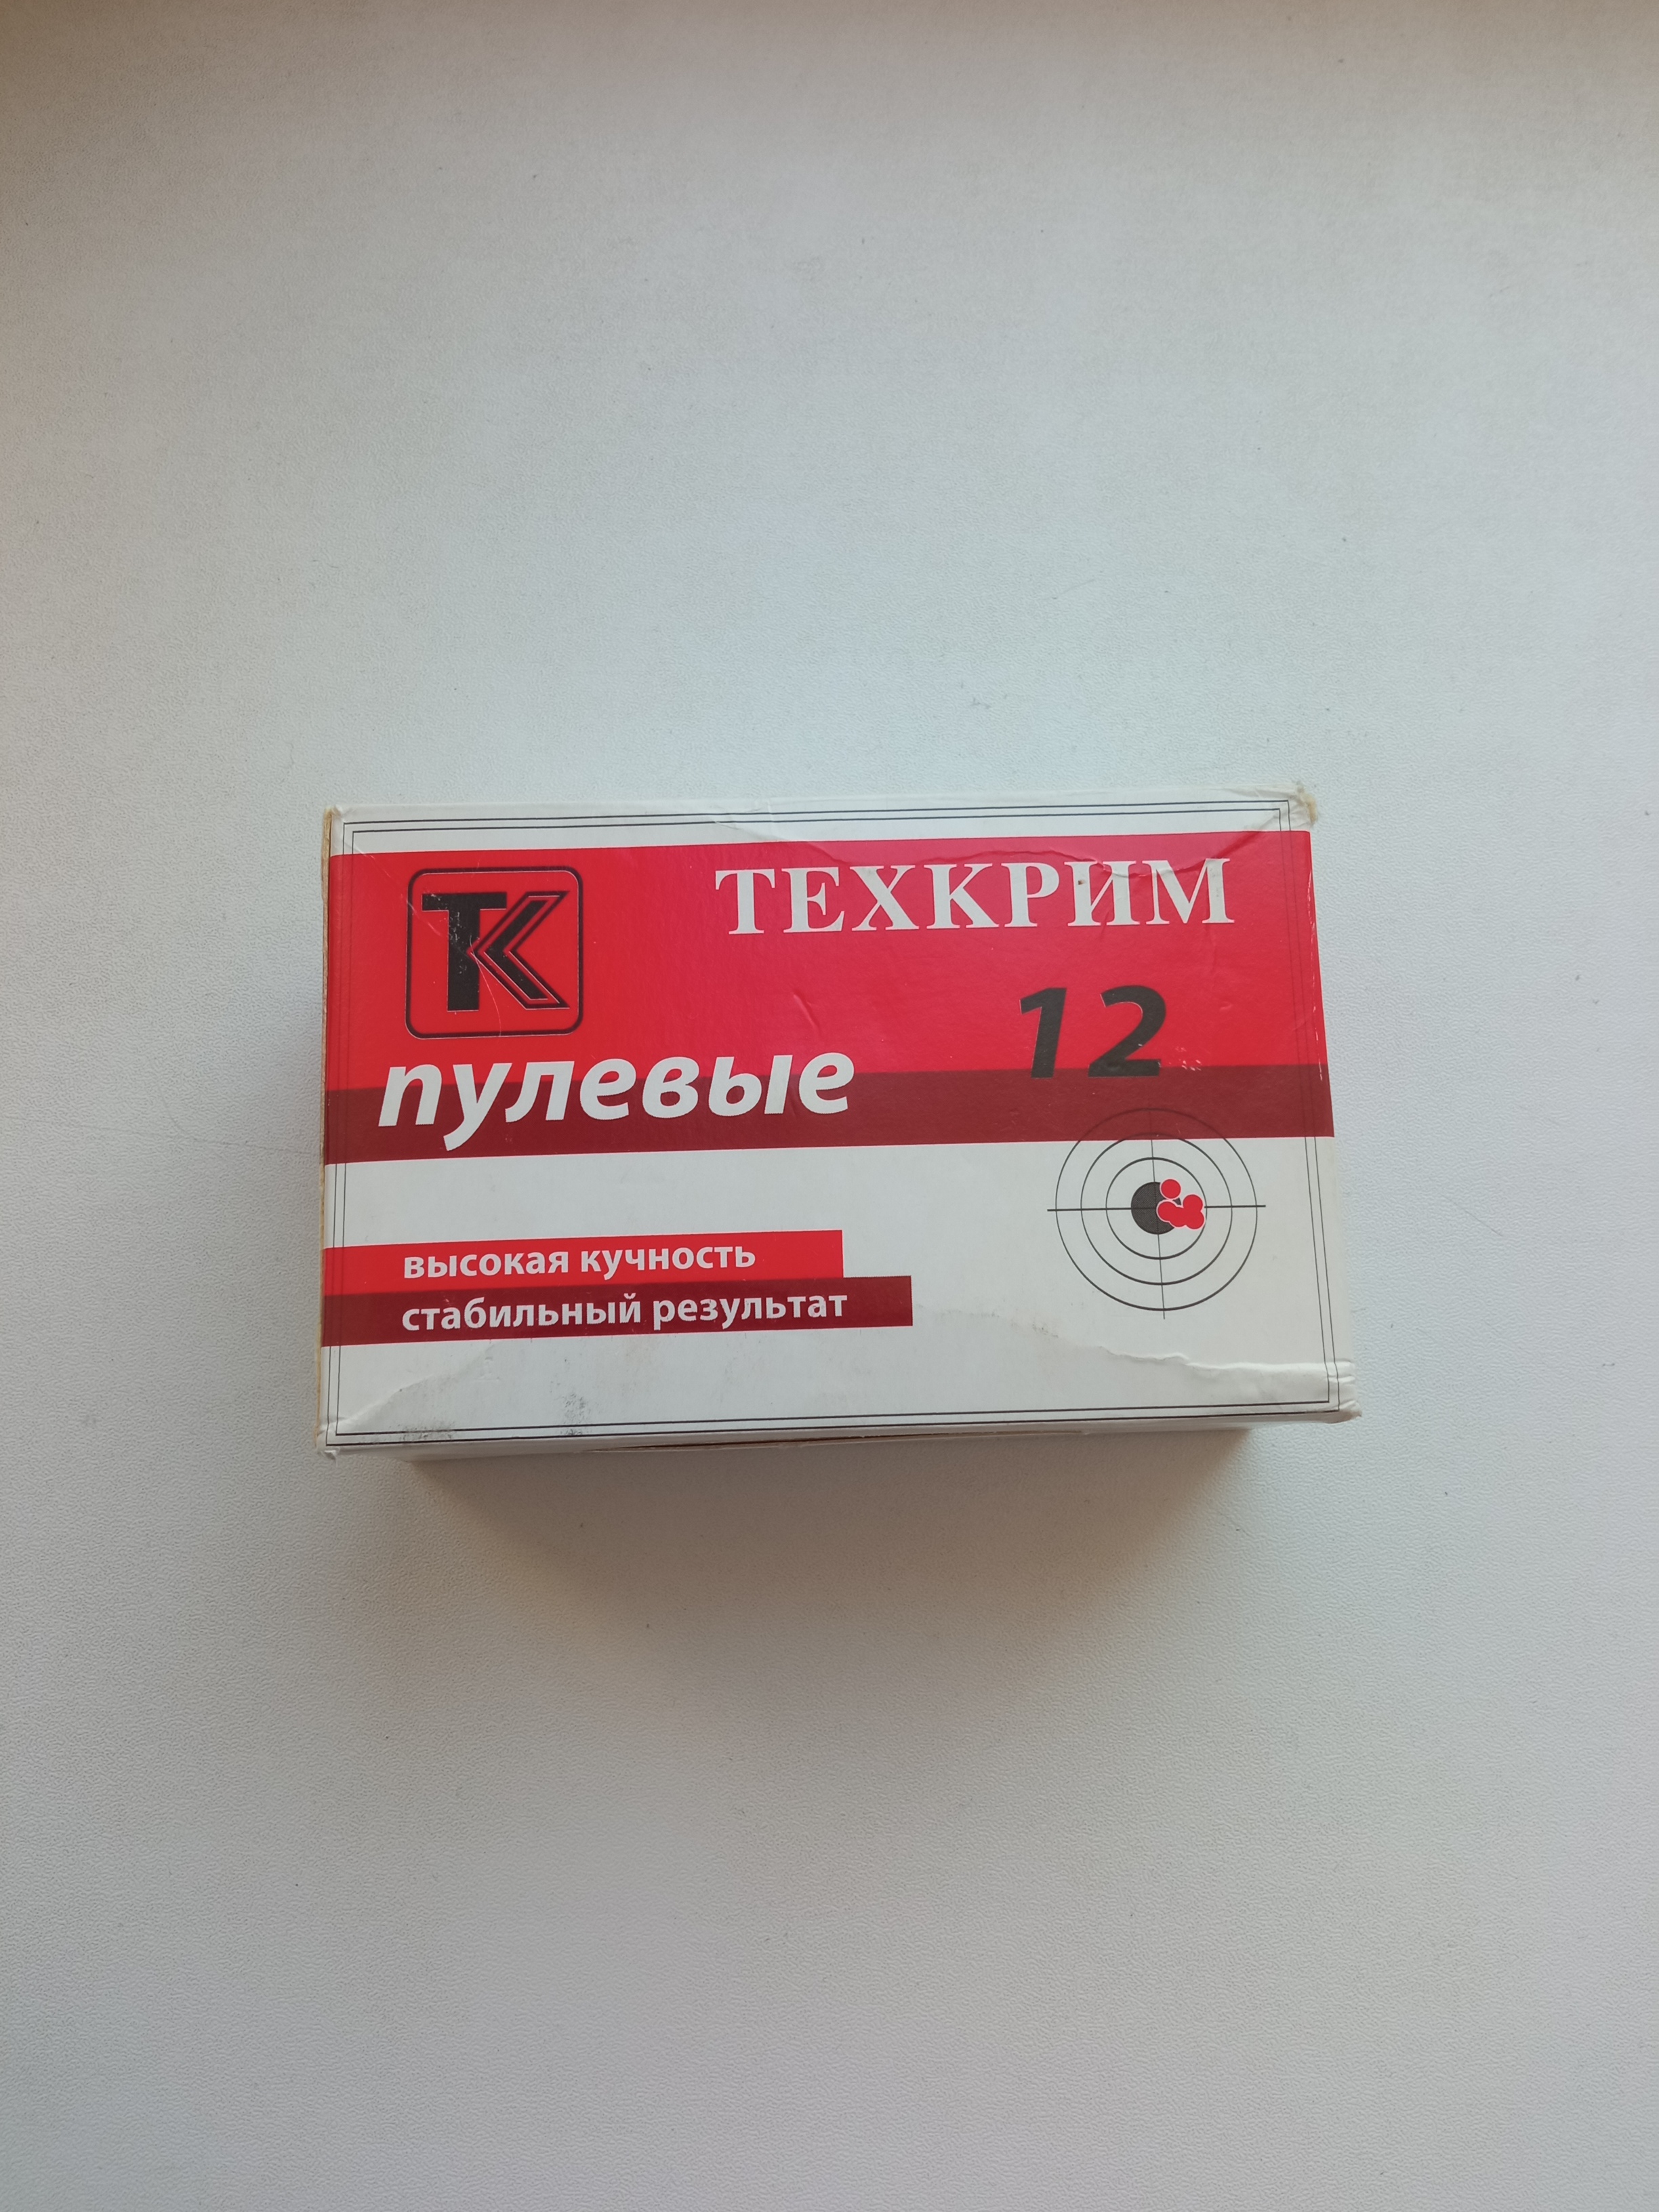 ТК
ТЕХКРИМ
12
пулевые
высокая кучность
стабильный результат